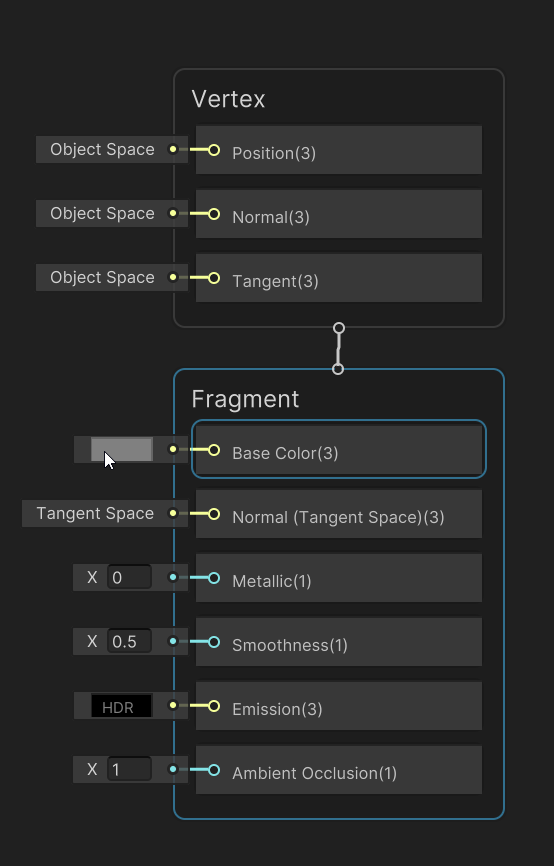 Vertex
Object Space
Position(3)
Object Space
Normal(3)
Object Space
Tangent(3)
Fragment
Base Color(3)
Tangent Space
Normal (Tangent Space)(3)
X 0
Metallic(1)
X 0.5
Smoothness(1)
HDR
Emission(3)
X 1
Ambient Occlusion(1)